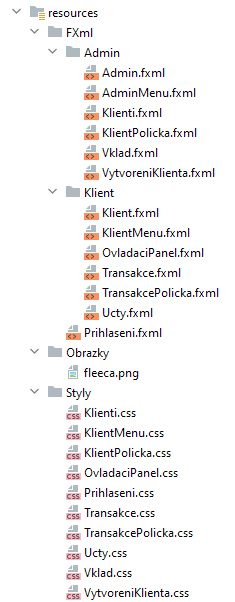 resources
FXml
Admin
Admin.fxml
AdminMenu.fxml
Klienti.fxml
KlientPolicka.fxml
Vklad.fxml
VytvoreniKlienta.fxml
Klient
Klient.fxml
KlientMenu.fxml
OvladaciPanel.fxml
Transakce.fxml
TransakcePolicka.fxml
Ucty.fxml
Prihlaseni.fxml
Obrazky
fleeca.png
Styly
Klienti.css
KlientMenu.css
KlientPolicka.css
OvladaciPanel.css
Prihlaseni.css
Transakce.css
TransakcePolicka.css
Ucty.css
Vklad.css
VytvoreniKlienta.css